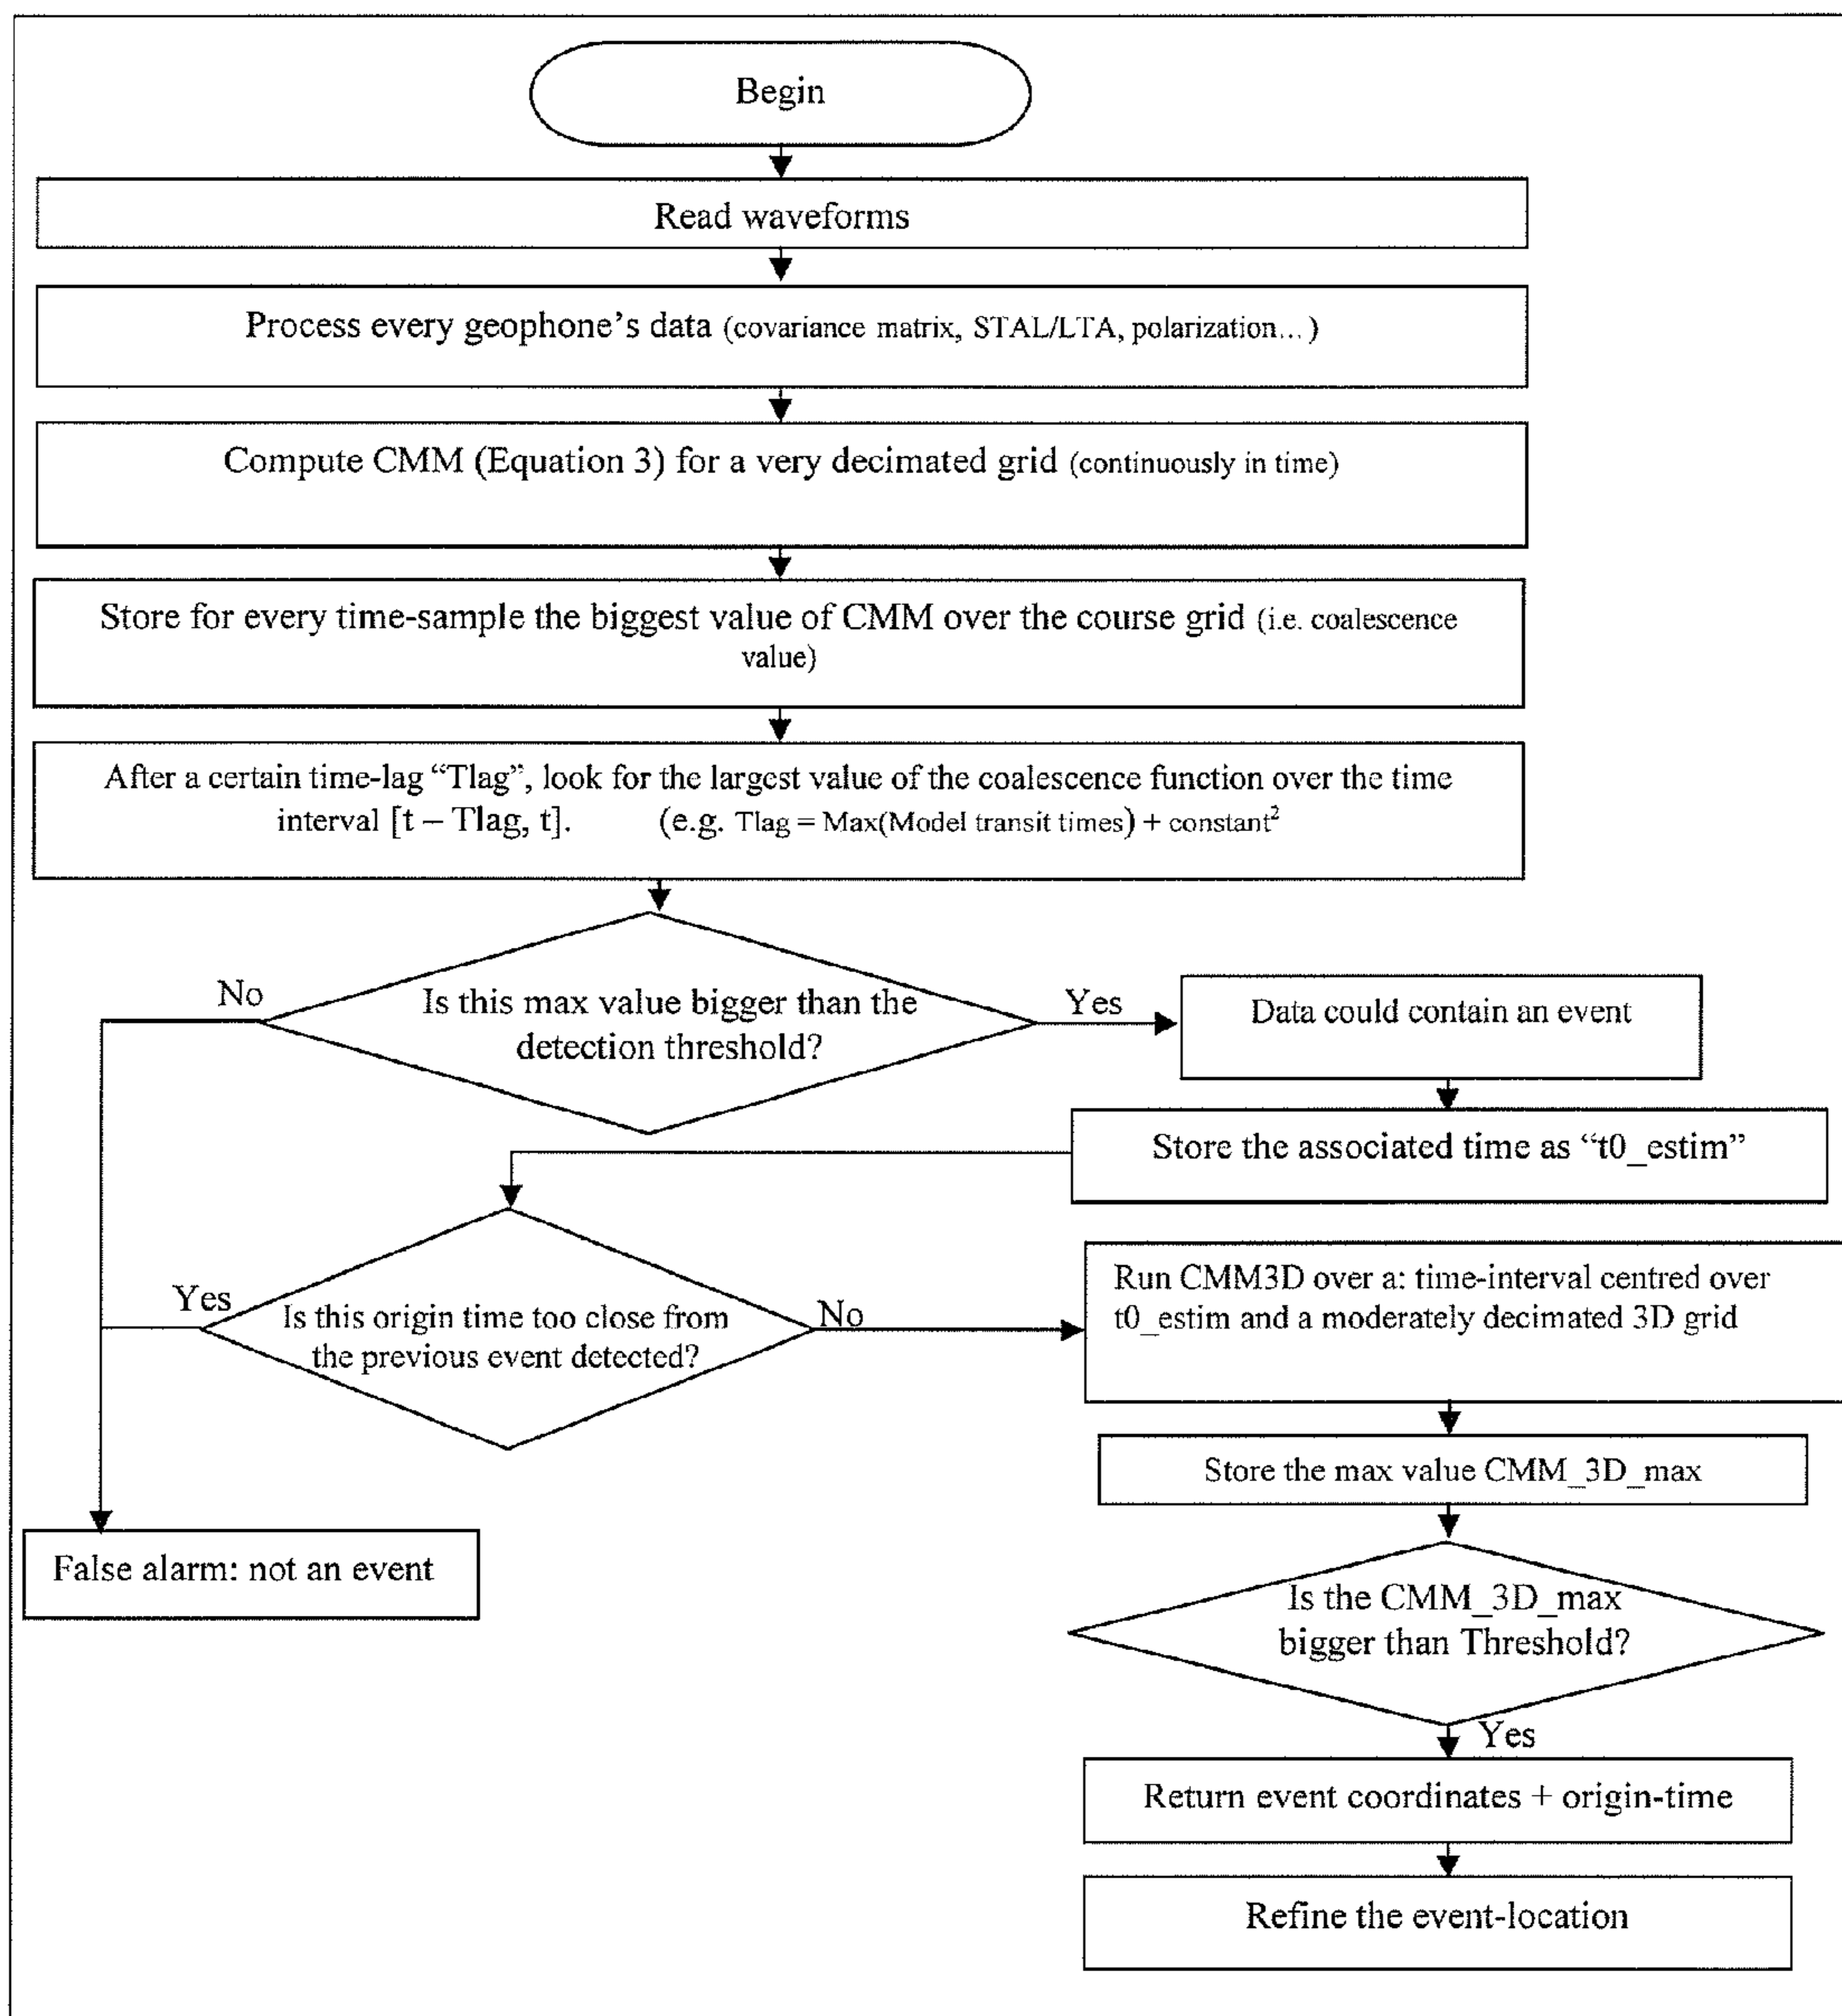 Begin
Read waveforms
Process every geophone's data (covariance matrix, STAL/LTA, polarization...)
Compute CMM (Equation 3) for a very decimated grid (continuously in time)
Store for every time-sample the biggest value of CMM over the course grid (i.e. coalescence
value)
After a certain time-lag “Tlag”, look for the largest value of the coalescence function over the time
interval [t – Tlag, t]. (e.g. Tlag = Max(Model transit times) + constant²
No
Is this max value bigger than the
detection threshold?
Yes
Data could contain an event
Store the associated time as “t0_estim”
Yes
Is this origin time too close from
the previous event detected?
No
Run CMM3D over a: time-interval centred over
t0_estim and a moderately decimated 3D grid
Store the max value CMM_3D_max
False alarm: not an event
Is the CMM_3D_max
bigger than Threshold?
Yes
Return event coordinates + origin-time
Refine the event-location